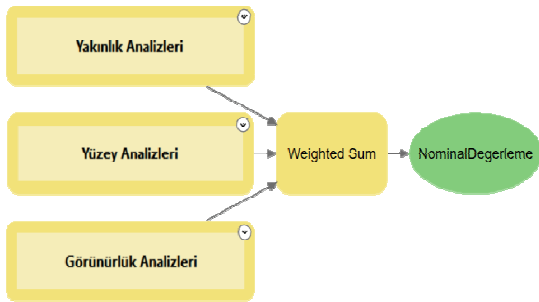 Yakınlık Analizleri
Yüzey Analizleri
Weighted Sum
NominalDegerleme
Görünürlük Analizleri